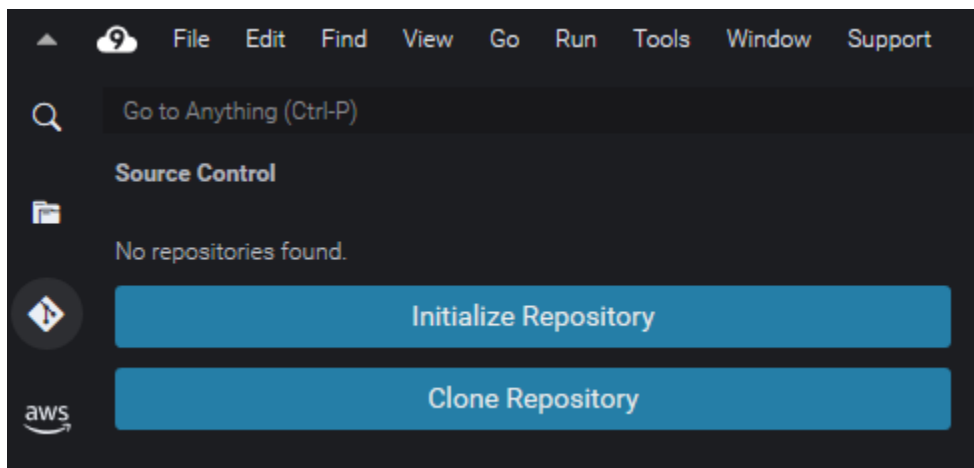 9 File Edit Find View Go Run Tools Window Support
Go to Anything (Ctrl-P)
Source Control
No repositories found.
Initialize Repository
Clone Repository
aws